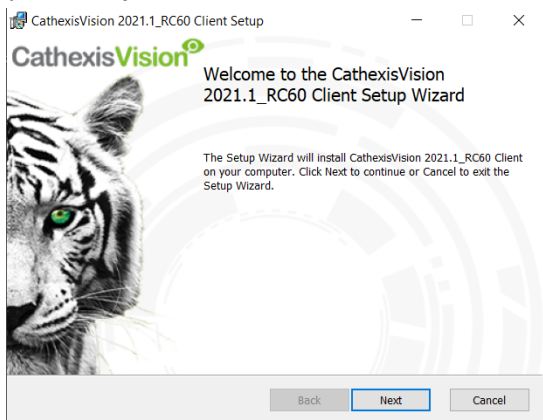 CathexisVision 2021.1_RC60 Client Setup
CathexisVision
Welcome to the CathexisVision
2021.1_RC60 Client Setup Wizard
The Setup Wizard will install CathexisVision 2021.1_RC60 Client
on your computer. Click Next to continue or Cancel to exit the
Setup Wizard.
Back Next Cancel